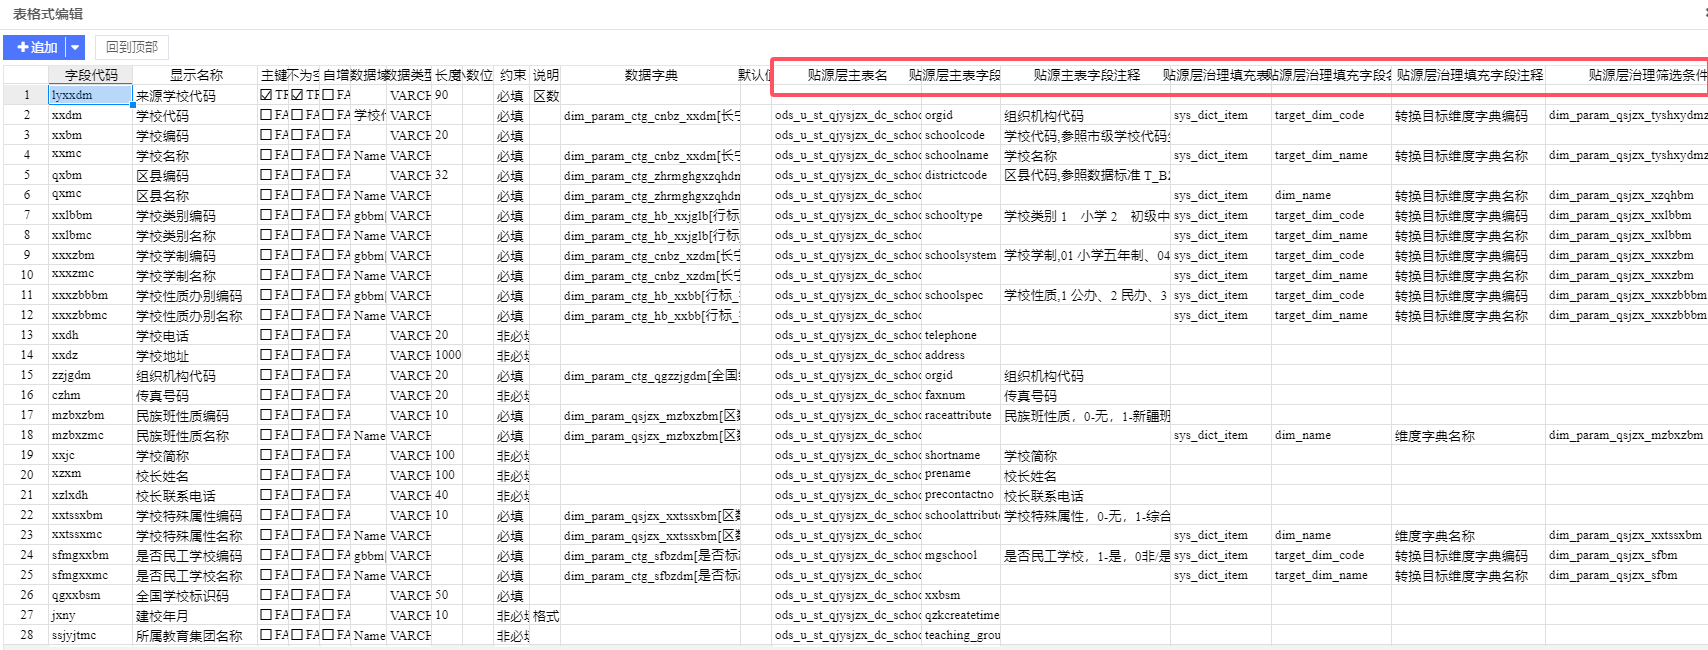 表格式编辑
追加 回到顶部
字段代码 显示名称 主键 不为空 自增 数据域 数据类型 长度 小数位 约束 说明 数据字典 默认值 贴源层主表名 贴源层主表字段 贴源主表字段注释 贴源层治理填充表 贴源层治理填充字段名 贴源层治理填充字段注释 贴源层治理筛选条件
1 lyxxdm 来源学校代码 TF TF FA VARCH 90 必填 区数
2 xxdm 学校代码 FA FA FA 学校代 VARCH 必填 dim_param_ctg_cnbz_xxdm[长宁 ods_u_st_qjysjzx_dc_schoo orgid 组织机构代码 sys_dict_item target_dim_code 转换目标维度字典编码 dim_param_qsjzx_tyshxydmz
3 xxbm 学校编码 FA FA FA VARCH 20 必填 ods_u_st_qjysjzx_dc_schoo schoolcode 学校代码,参照市级学校代码
4 xxmc 学校名称 FA FA FA Name VARCH 必填 dim_param_ctg_cnbz_xxdm[长宁 ods_u_st_qjysjzx_dc_schoo schoolname 学校名称 sys_dict_item target_dim_name 转换目标维度字典名称 dim_param_qsjzx_tyshxydmz
5 qxbm 区县编码 FA FA FA VARCH 32 必填 dim_param_ctg_zhrmghgxzqhdn ods_u_st_qjysjzx_dc_schoo districtcode 区县代码,参照数据标准 T_BZ
6 qxmc 区县名称 FA FA FA Name VARCH 必填 dim_param_ctg_zhrmghgxzqhdn ods_u_st_qjysjzx_dc_schoo sys_dict_item dim_name 转换目标维度字典名称 dim_param_qsjzx_xzqhbm
7 xxlbbm 学校类别编码 FA FA FA gbbm[ VARCH 必填 dim_param_ctg_hb_xxjglb[行标_ ods_u_st_qjysjzx_dc_schoo schooltype 学校类别 1 小学 2 初级中 sys_dict_item target_dim_code 转换目标维度字典编码 dim_param_qsjzx_xxlbbm
8 xxlbmc 学校类别名称 FA FA FA Name VARCH 必填 dim_param_ctg_hb_xxjglb[行标_ ods_u_st_qjysjzx_dc_schoo sys_dict_item target_dim_name 转换目标维度字典名称 dim_param_qsjzx_xxlbbm
9 xxxzbm 学校学制编码 FA FA FA gbbm[ VARCH 必填 dim_param_ctg_cnbz_xzdm[长宁 ods_u_st_qjysjzx_dc_schoo schoolsystem 学校学制,01 小学五年制、04 sys_dict_item target_dim_code 转换目标维度字典编码 dim_param_qsjzx_xxxzbm
10 xxxzmc 学校学制名称 FA FA FA Name VARCH 必填 dim_param_ctg_cnbz_xzdm[长宁 ods_u_st_qjysjzx_dc_schoo sys_dict_item target_dim_name 转换目标维度字典名称 dim_param_qsjzx_xxxzbm
11 xxxzbbbm 学校性质办别编码 FA FA FA gbbm[ VARCH 必填 dim_param_ctg_hb_xxbb[行标_ ods_u_st_qjysjzx_dc_schoo schoolspec 学校性质,1 公办、2 民办、3 sys_dict_item target_dim_code 转换目标维度字典编码 dim_param_qsjzx_xxxzbbbm
12 xxxzbbmc 学校性质办别名称 FA FA FA Name VARCH 必填 dim_param_ctg_hb_xxbb[行标_ ods_u_st_qjysjzx_dc_schoo sys_dict_item target_dim_name 转换目标维度字典名称 dim_param_qsjzx_xxxzbbbm
13 xxdh 学校电话 FA FA FA VARCH 20 非必填 ods_u_st_qjysjzx_dc_schoo telephone
14 xxdz 学校地址 FA FA FA VARCH 1000 非必填 ods_u_st_qjysjzx_dc_schoo address
15 zzjgdm 组织机构代码 FA FA FA VARCH 20 必填 dim_param_ctg_qgzzjgdm[全国 ods_u_st_qjysjzx_dc_schoo orgid 组织机构代码
16 czhm 传真号码 FA FA FA VARCH 20 非必填 ods_u_st_qjysjzx_dc_schoo faxnum 传真号码
17 mzbxzbm 民族班性质编码 FA FA FA VARCH 10 必填 dim_param_qsjzx_mzbxzbm[区数 ods_u_st_qjysjzx_dc_schoo raceattribute 民族班性质，0-无，1-新疆班
18 mzbxzmc 民族班性质名称 FA FA FA Name VARCH 必填 dim_param_qsjzx_mzbxzbm[区数 ods_u_st_qjysjzx_dc_schoo sys_dict_item dim_name 维度字典名称 dim_param_qsjzx_mzbxzbm
19 xxjc 学校简称 FA FA FA VARCH 100 非必填 ods_u_st_qjysjzx_dc_schoo shortname 学校简称
20 xzxm 校长姓名 FA FA FA VARCH 100 非必填 ods_u_st_qjysjzx_dc_schoo prename 校长姓名
21 xzlxdh 校长联系电话 FA FA FA VARCH 40 非必填 ods_u_st_qjysjzx_dc_schoo precontactno 校长联系电话
22 xxtssxbm 学校特殊属性编码 FA FA FA VARCH 10 必填 dim_param_qsjzx_xxtssxbm[区数 ods_u_st_qjysjzx_dc_schoo schoolattribut 学校特殊属性，0-无，1-综合
23 xxtssxmc 学校特殊属性名称 FA FA FA Name VARCH 必填 dim_param_qsjzx_xxtssxbm[区数 ods_u_st_qjysjzx_dc_schoo sys_dict_item dim_name 维度字典名称 dim_param_qsjzx_xxtssxbm
24 sfmgxxbm 是否民工学校编码 FA FA FA gbbm[ VARCH 必填 dim_param_ctg_sfbzdm[是否标 ods_u_st_qjysjzx_dc_schoo mgschool 是否民工学校，1-是，0非/是 sys_dict_item target_dim_code 转换目标维度字典编码 dim_param_qsjzx_sfbm
25 sfmgxxmc 是否民工学校名称 FA FA FA Name VARCH 必填 dim_param_ctg_sfbzdm[是否标 ods_u_st_qjysjzx_dc_schoo sys_dict_item target_dim_name 转换目标维度字典名称 dim_param_qsjzx_sfbm
26 qgxxbsm 全国学校标识码 FA FA FA VARCH 50 必填 ods_u_st_qjysjzx_dc_schoo xxbsm
27 jxny 建校年月 FA FA FA VARCH 10 非必填 格式 ods_u_st_qjysjzx_dc_schoo qzkcreatetime
28 ssjyjtmc 所属教育集团名称 FA FA FA Name VARCH 非必填 ods_u_st_qjysjzx_dc_schoo teaching_grou